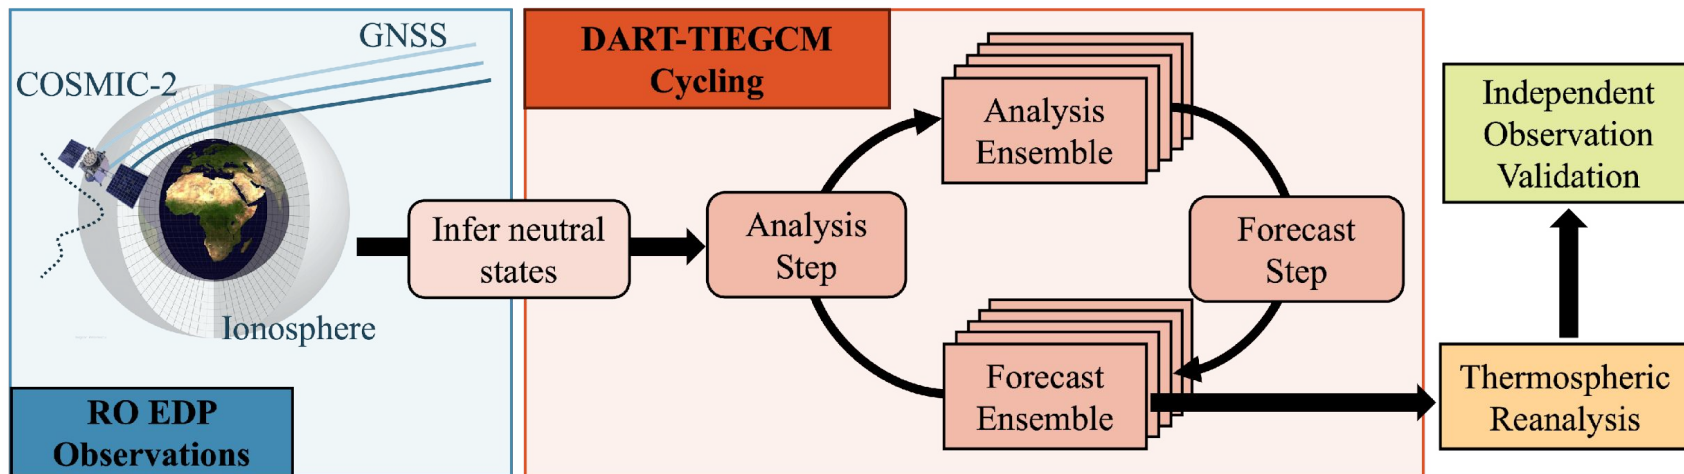 GNSS
COSMIC-2
Ionosphere
RO EDP
Observations
Infer neutral
states
DART-TIEGCM
Cycling
Analysis
Step
Analysis
Ensemble
Forecast
Step
Forecast
Ensemble
Independent
Observation
Validation
Thermospheric
Reanalysis